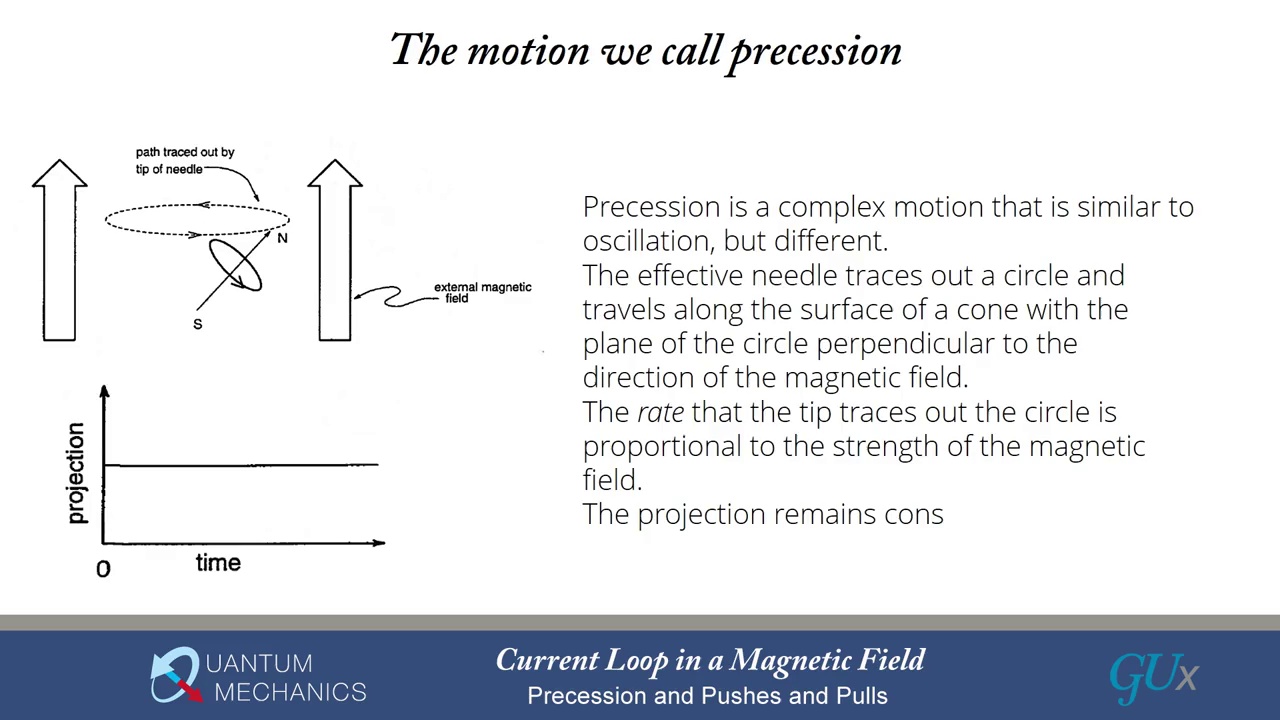 The motion we call precession
path traced out by
tip of needle
N
external magnetic
field
S
projection
0
time
Precession is a complex motion that is similar to
oscillation, but different.
The effective needle traces out a circle and
travels along the surface of a cone with the
plane of the circle perpendicular to the
direction of the magnetic field.
The rate that the tip traces out the circle is
proportional to the strength of the magnetic
field.
The projection remains cons
QUANTUM
MECHANICS
Current Loop in a Magnetic Field
Precession and Pushes and Pulls
GUx